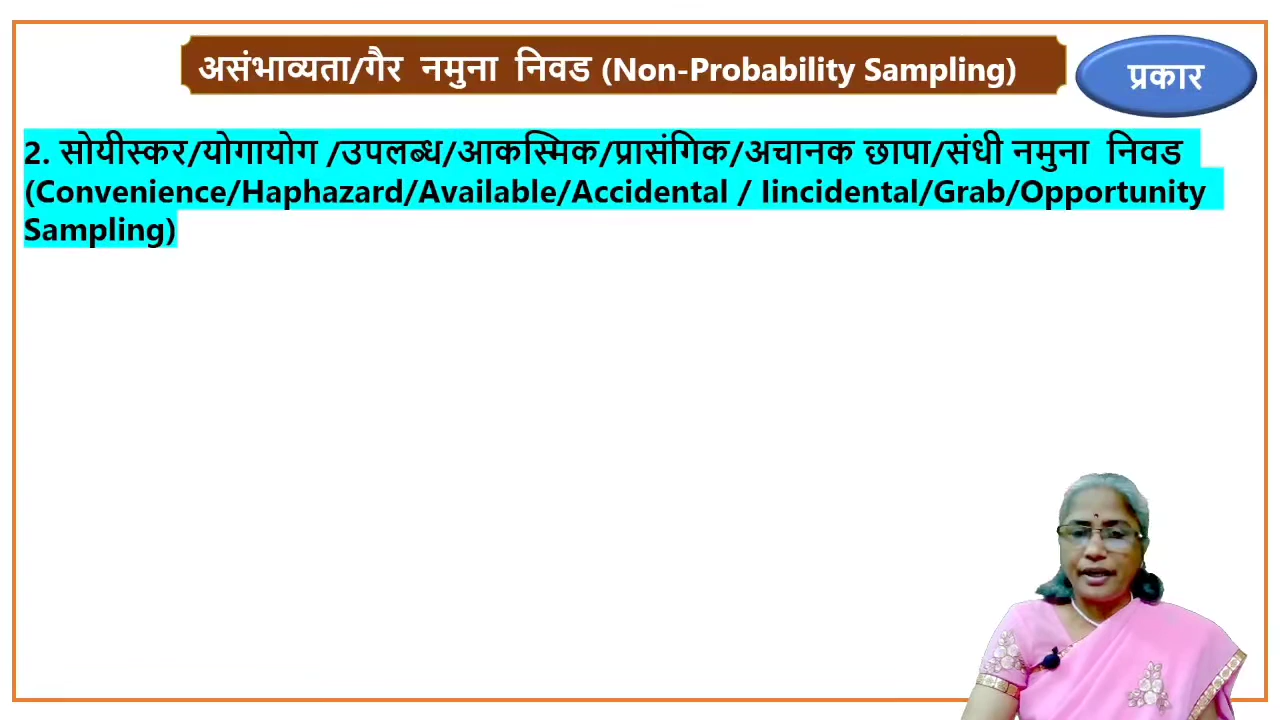 असंभाव्यता/गैर नमुना निवड (Non-Probability Sampling)
प्रकार
2. सोयीस्कर/योगायोग /उपलब्ध/आकस्मिक/प्रासंगिक/अचानक छापा/संधी नमुना निवड
(Convenience/Haphazard/Available/Accidental / Iincidental/Grab/Opportunity
Sampling)